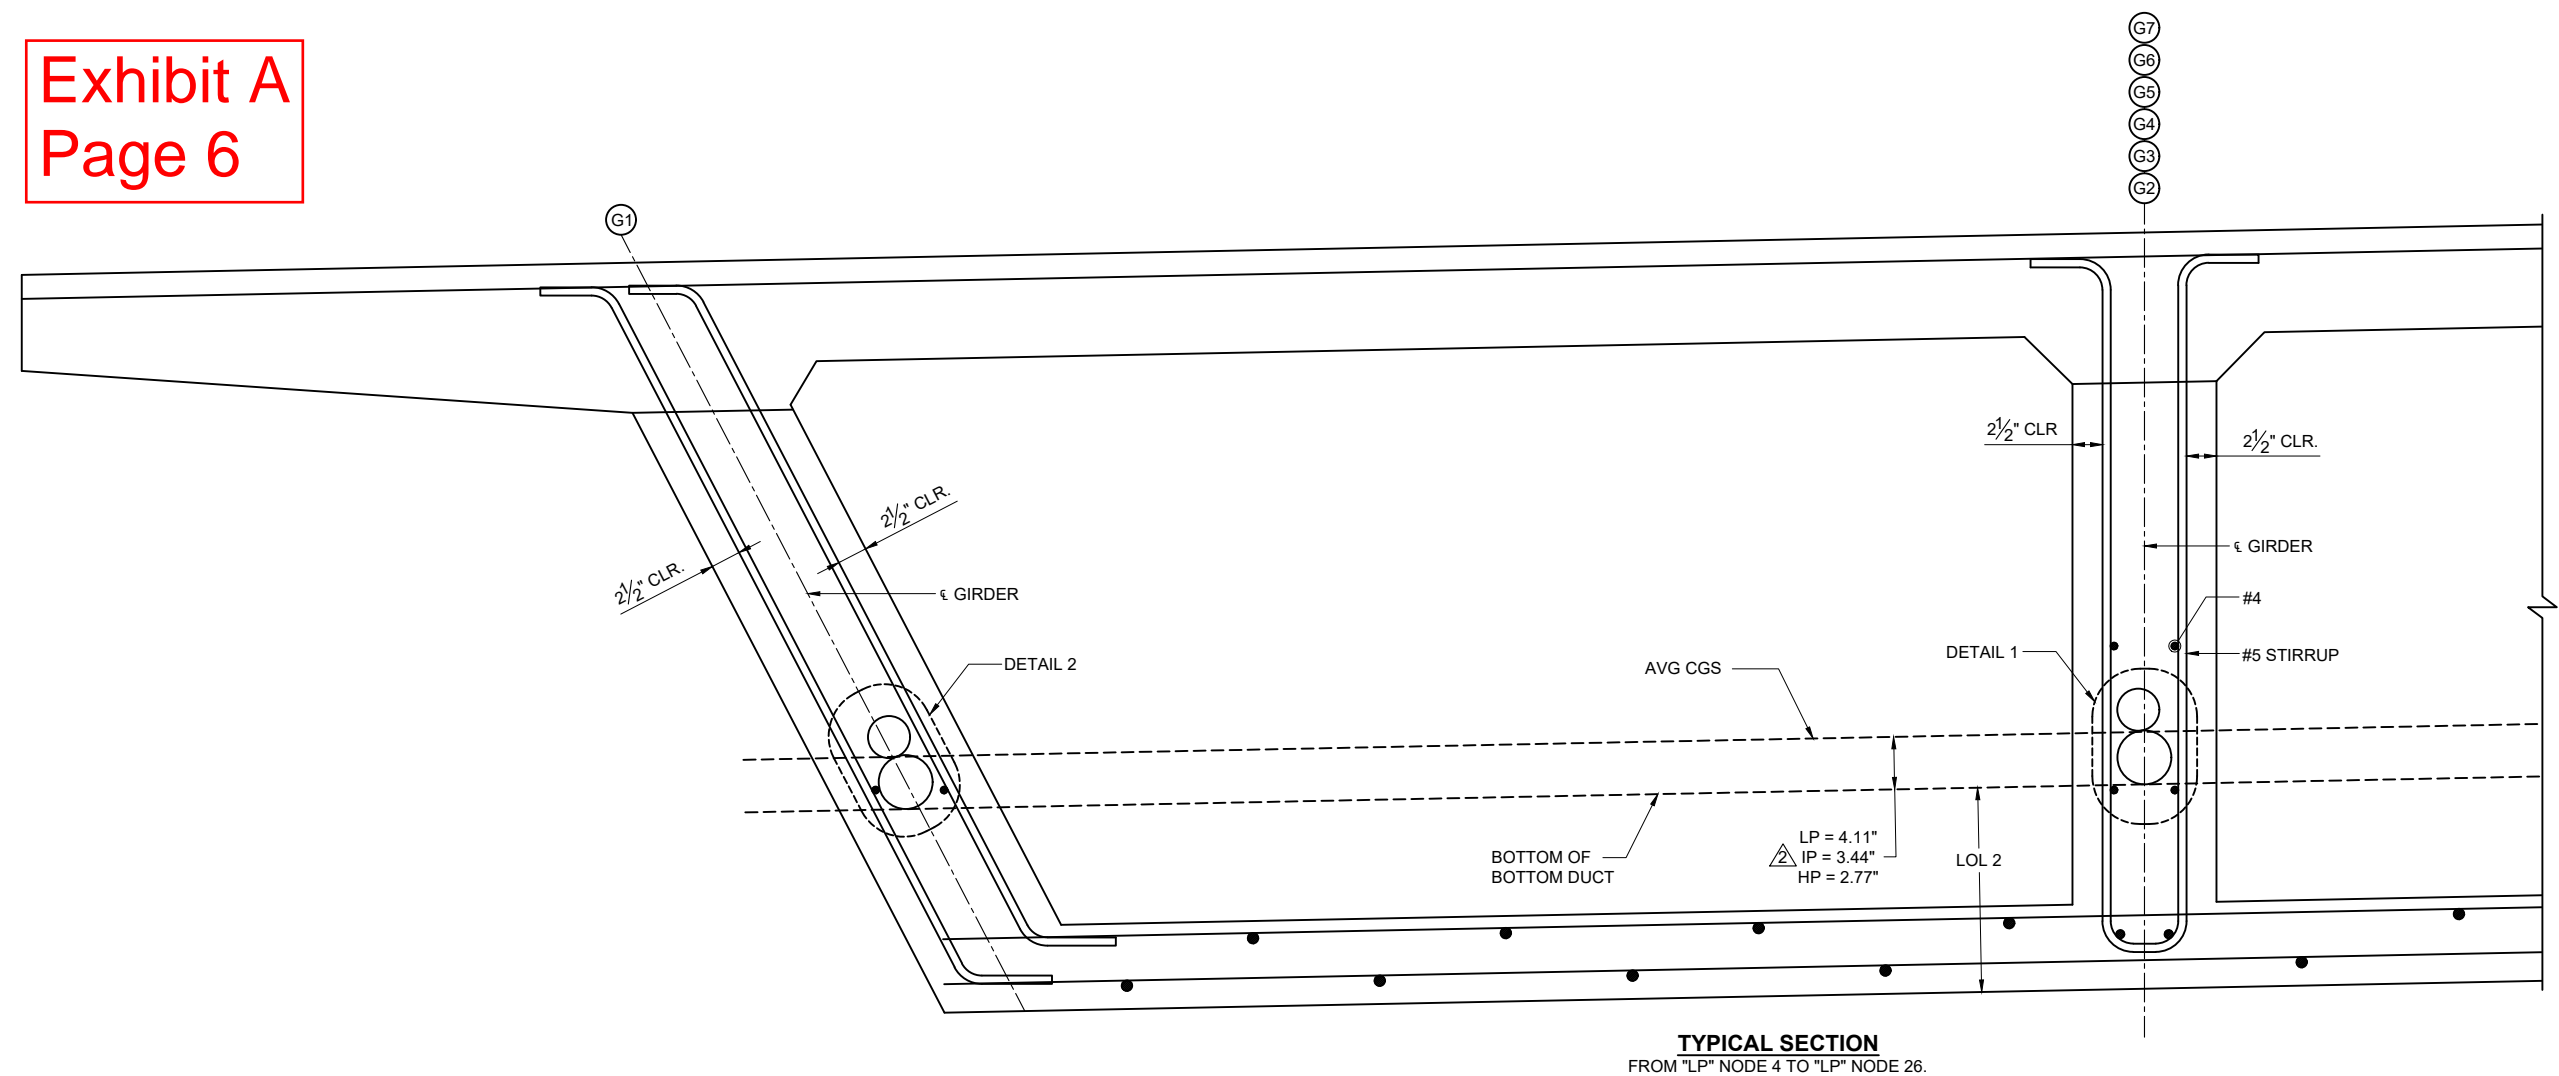 Exhibit A
Page 6
G7
G6
G5
G4
G3
G2
G1
2½" CLR
2½" CLR.
2½" CLR.
2½" CLR.
℄ GIRDER
℄ GIRDER
#4
#5 STIRRUP
DETAIL 1
DETAIL 2
AVG CGS
LP = 4.11"
2 IP = 3.44"
HP = 2.77"
LOL 2
BOTTOM OF
BOTTOM DUCT
TYPICAL SECTION
FROM "LP" NODE 4 TO "LP" NODE 26.